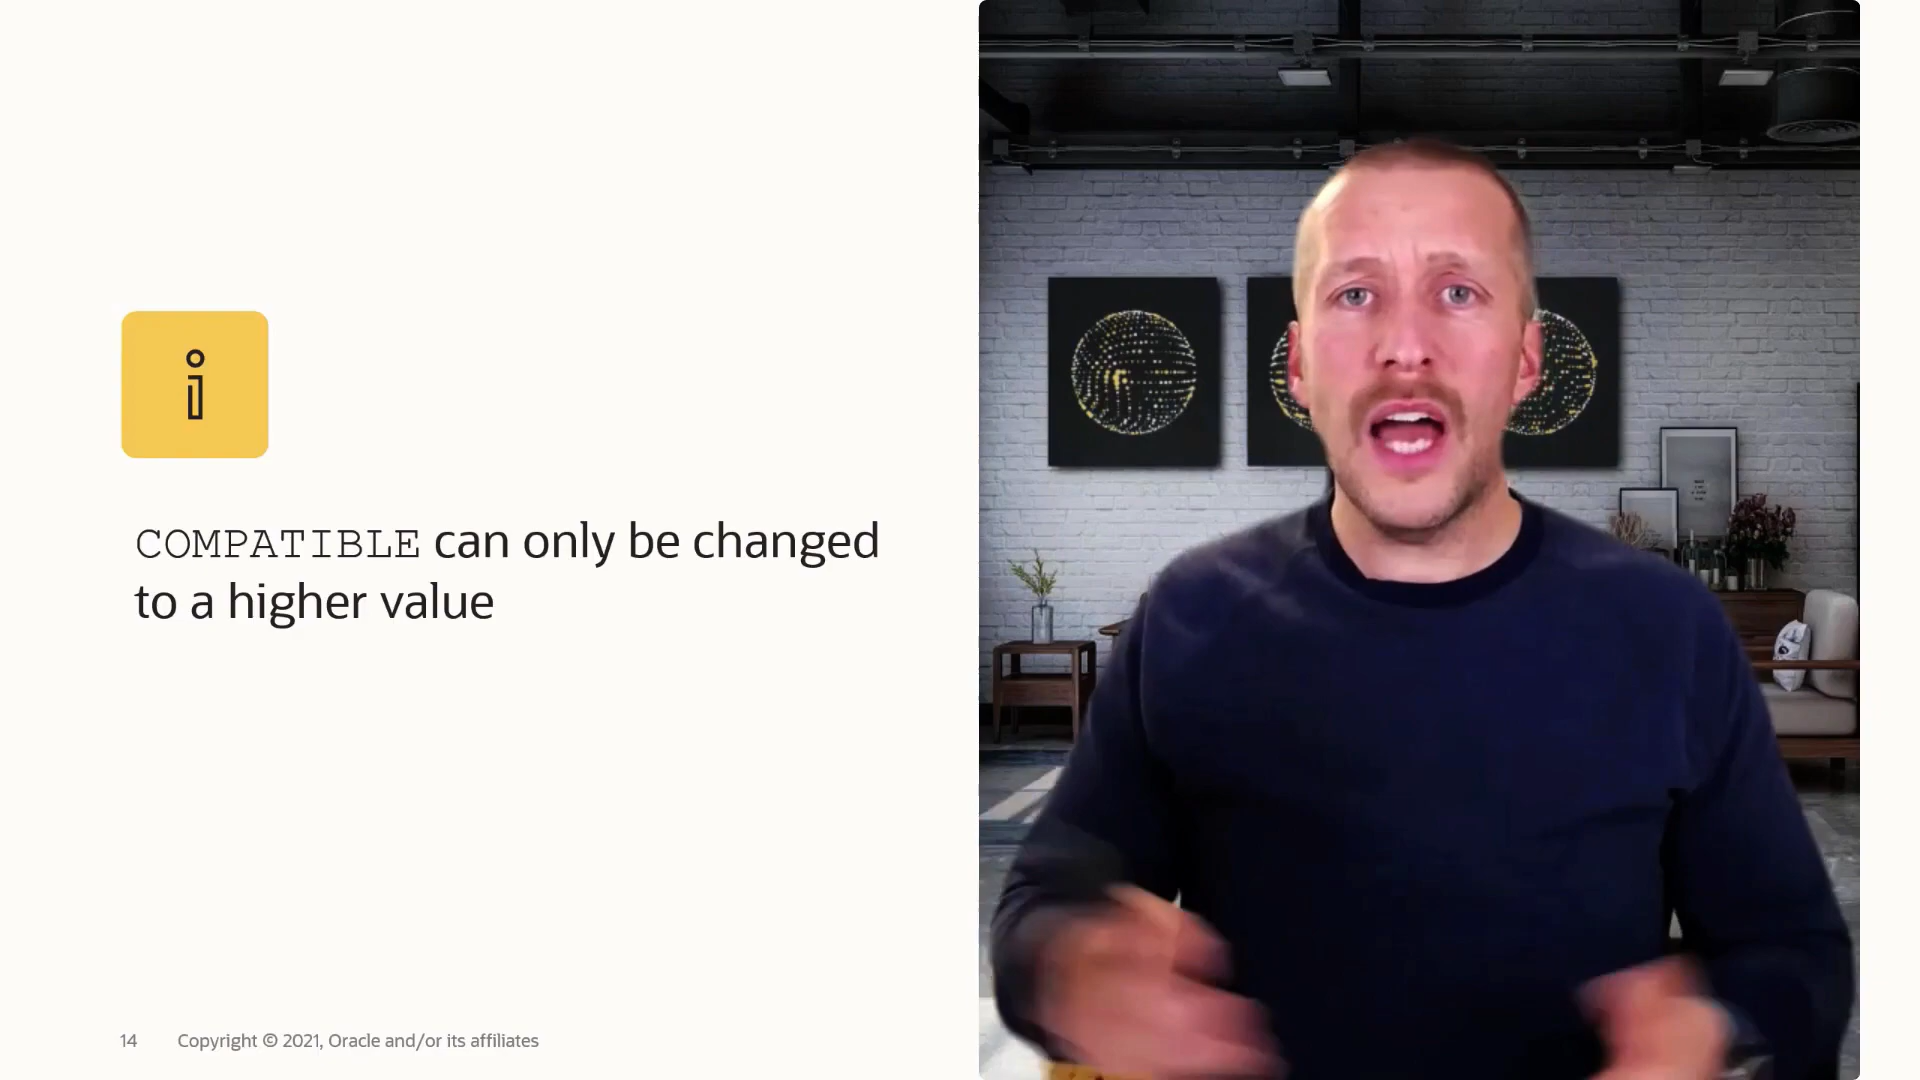 COMPATIBLE can only be changed
to a higher value
14 Copyright © 2021, Oracle and/or its affiliates